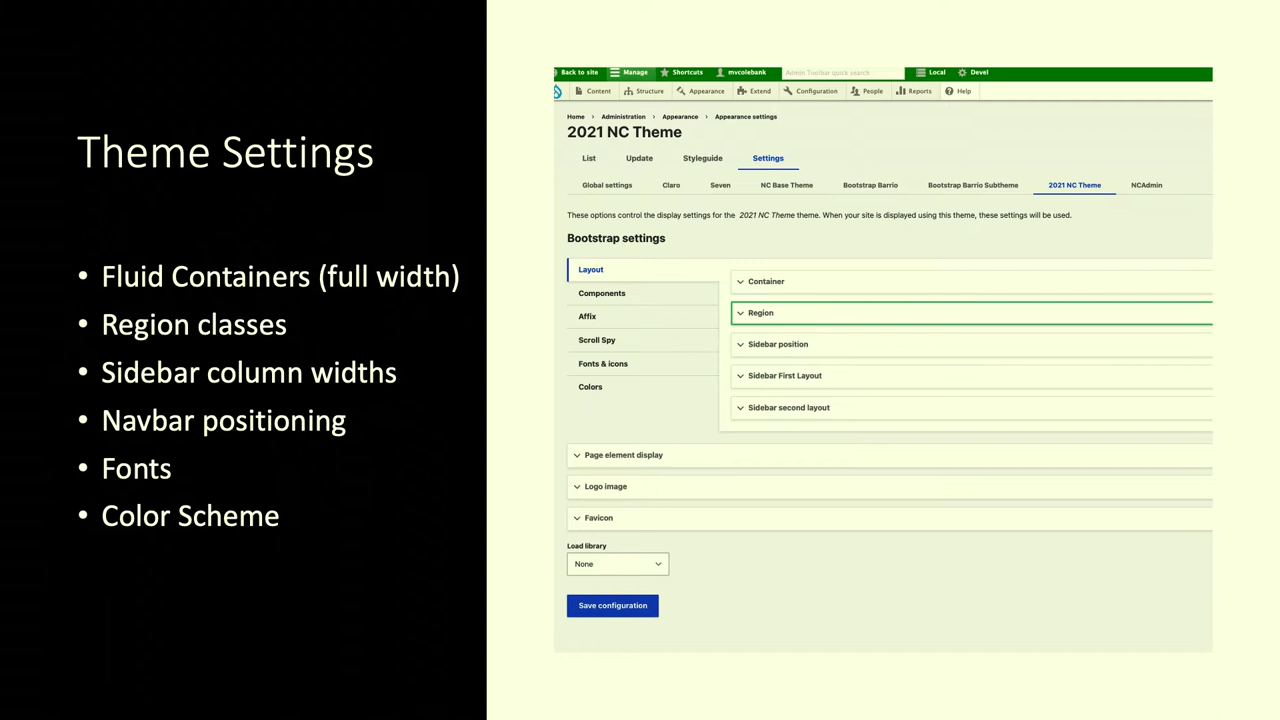 Theme Settings
• Fluid Containers (full width)
• Region classes
• Sidebar column widths
• Navbar positioning
• Fonts
• Color Scheme
Back to site Manage Shortcuts mvcolebank Admin Toolbar quick search Local Devel
Content Structure Appearance Extend Configuration People Reports Help
Home › Administration › Appearance › Appearance settings
2021 NC Theme
List Update Styleguide Settings
Global settings Claro Seven NC Base Theme Bootstrap Barrio Bootstrap Barrio Subtheme 2021 NC Theme NCAdmin
These options control the display settings for the 2021 NC Theme theme. When your site is displayed using this theme, these settings will be used.
Bootstrap settings
Layout
Components
Affix
Scroll Spy
Fonts & icons
Colors
Container
Region
Sidebar position
Sidebar First Layout
Sidebar second layout
Page element display
Logo image
Favicon
Load library
None
Save configuration